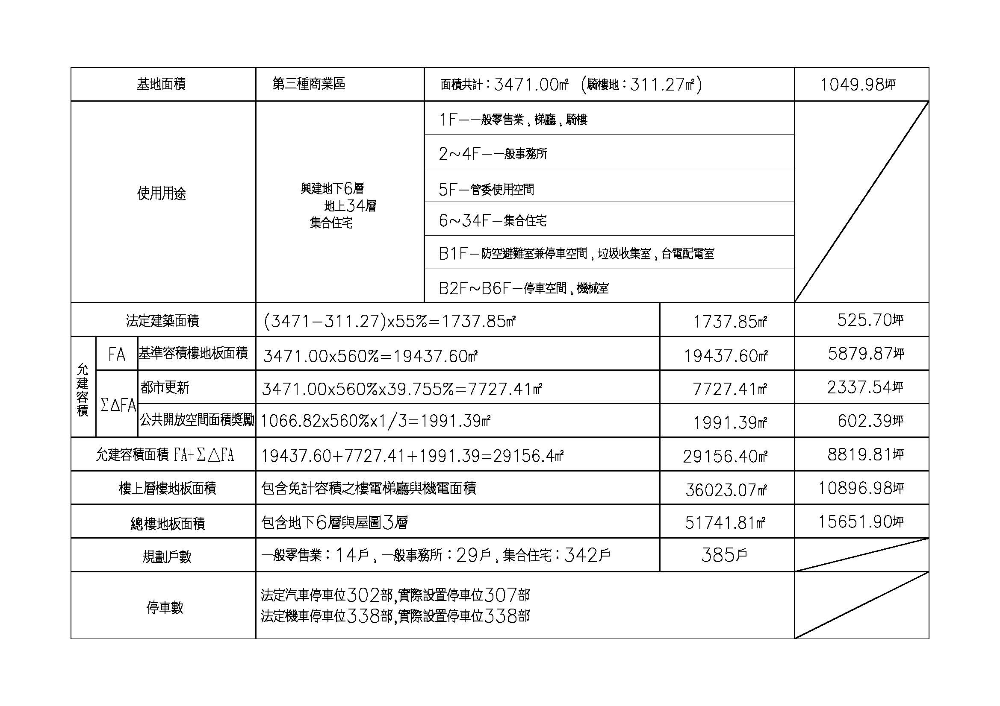 基地面積 第三種商業區 面積共計：3471.00㎡ (騎樓地：311.27㎡) 1049.98坪
使用用途
興建地下6層
地上34層
集合住宅
1F—一般零售業、梯廳、騎樓
2~4F—一般事務所
5F—管委使用空間
6~34F—集合住宅
B1F—防空避難室兼停車空間、垃圾收集室、台電配電室
B2F~B6F—停車空間、機械室
法定建築面積 (3471-311.27)x55%=1737.85㎡ 1737.85㎡ 525.70坪
允建容積
FA 基準容積樓地板面積 3471.00x560%=19437.60㎡ 19437.60㎡ 5879.87坪
Σ△FA
都市更新 3471.00x560%x39.755%=7727.41㎡ 7727.41㎡ 2337.54坪
公共開放空間面積獎勵 1066.82x560%x1/3=1991.39㎡ 1991.39㎡ 602.39坪
允建容積面積 FA+Σ△FA 19437.60+7727.41+1991.39=29156.4㎡ 29156.40㎡ 8819.81坪
樓上層樓地板面積 包含免計容積之樓電梯廳與機電面積 36023.07㎡ 10896.98坪
總樓地板面積 包含地下6層與屋圖3層 51741.81㎡ 15651.90坪
規劃戶數 一般零售業：14戶、一般事務所：29戶、集合住宅：342戶 385戶
停車數
法定汽車停車位302部,實際設置停車位307部
法定機車停車位338部,實際設置停車位338部